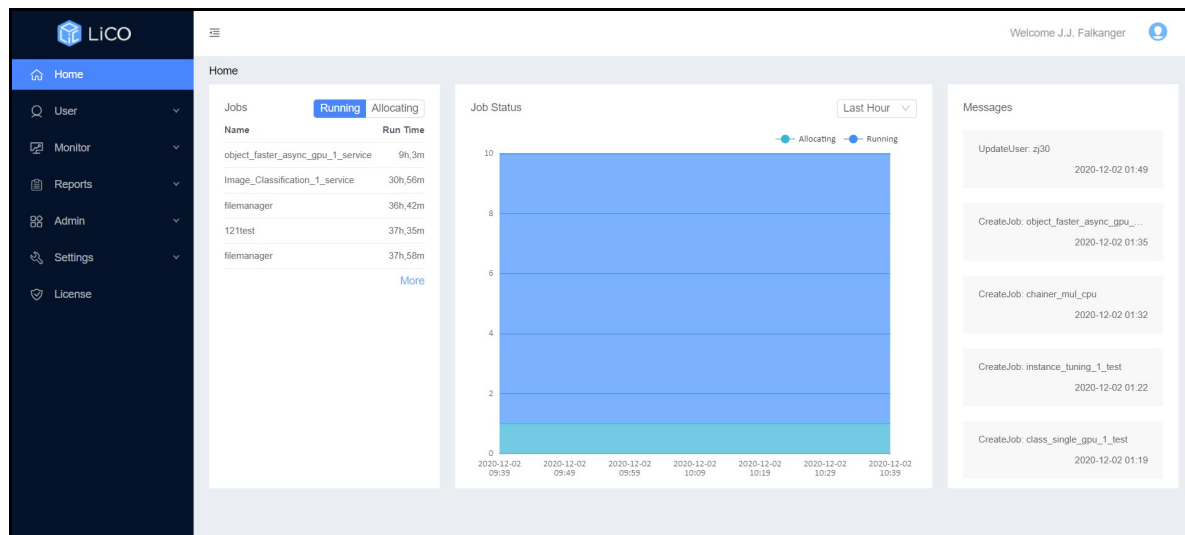 LiCO
Welcome J.J. Falkanger
Home
User
Monitor
Reports
Admin
Settings
License
Home
Jobs Running Allocating
Name Run Time
object_faster_async_gpu_1_service 9h,3m
Image_Classification_1_service 30h,56m
filemanager 36h,42m
121test 37h,35m
filemanager 37h,58m
More
Job Status Last Hour
Allocating Running
10
8
6
4
2
0
2020-12-02 2020-12-02 2020-12-02 2020-12-02 2020-12-02 2020-12-02 2020-12-02
09:39 09:49 09:59 10:09 10:19 10:29 10:39
Messages
UpdateUser: zj30
2020-12-02 01:49
CreateJob: object_faster_async_gpu_...
2020-12-02 01:35
CreateJob: chainer_mul_cpu
2020-12-02 01:32
CreateJob: instance_tuning_1_test
2020-12-02 01:22
CreateJob: class_single_gpu_1_test
2020-12-02 01:19